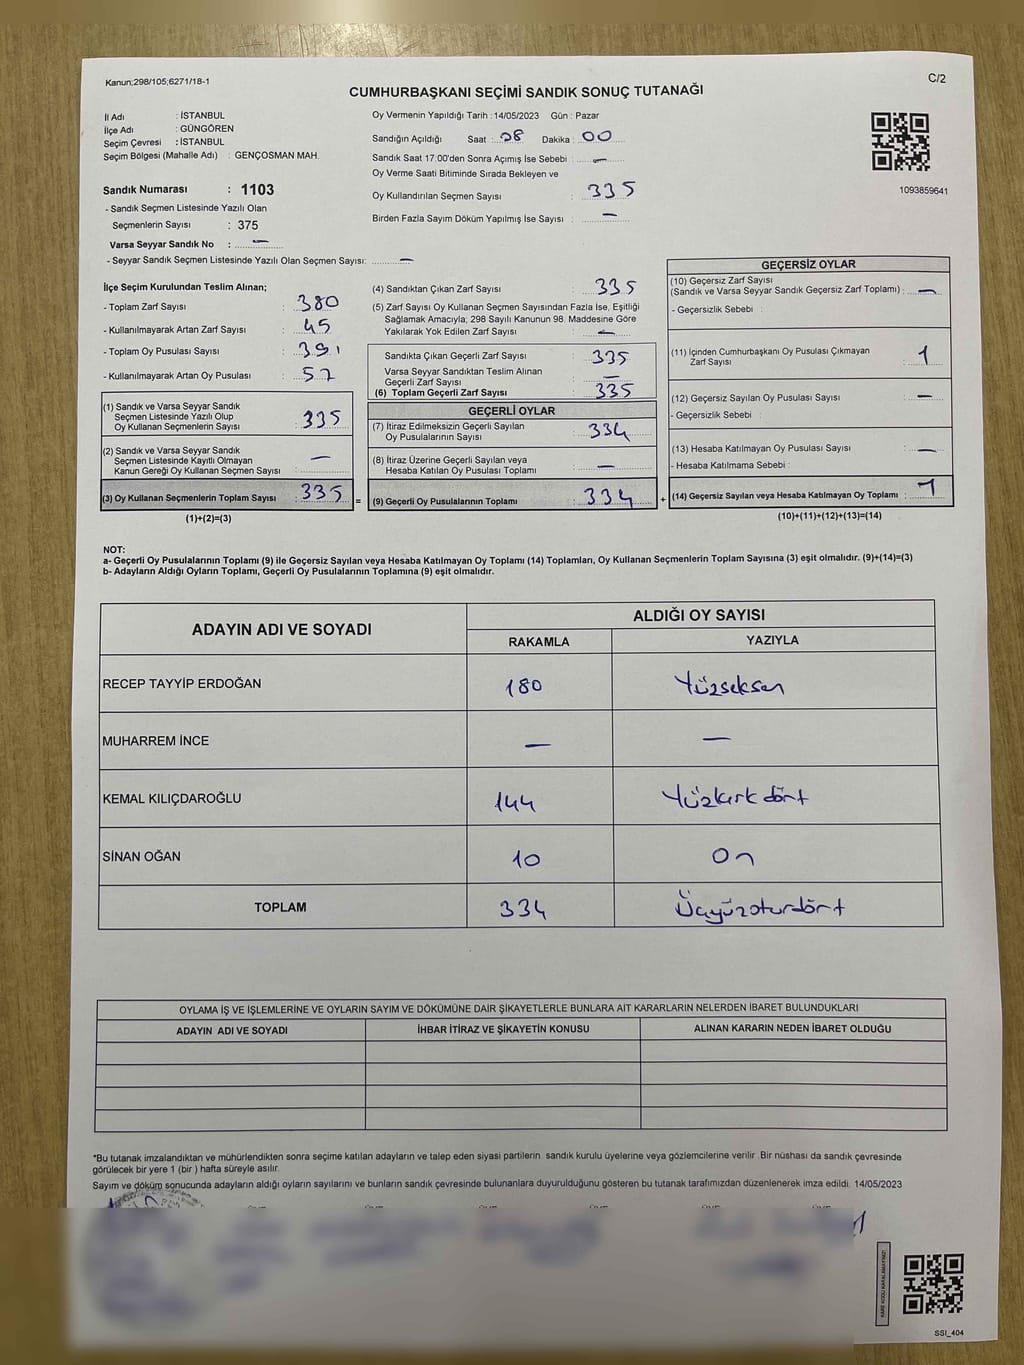 Kanun;298/105;6271/18-1
C/2
CUMHURBAŞKANI SEÇİMİ SANDIK SONUÇ TUTANAĞI
İl Adı : İSTANBUL
İlçe Adı : GÜNGÖREN
Seçim Çevresi : İSTANBUL
Seçim Bölgesi (Mahalle Adı) : GENÇOSMAN MAH.
Sandık Numarası : 1103
- Sandık Seçmen Listesinde Yazılı Olan
Seçmenlerin Sayısı : 375
Varsa Seyyar Sandık No : —
- Seyyar Sandık Seçmen Listesinde Yazılı Olan Seçmen Sayısı: —
Oy Vermenin Yapıldığı Tarih : 14/05/2023 Gün : Pazar
Sandığın Açıldığı Saat : 08 Dakika : 00
Sandık Saat 17:00'den Sonra Açımış İse Sebebi : —
Oy Verme Saati Bitiminde Sırada Bekleyen ve
Oy Kullandırılan Seçmen Sayısı : 335
Birden Fazla Sayım Döküm Yapılmış İse Sayısı : —
1093859641
İlçe Seçim Kurulundan Teslim Alınan;
- Toplam Zarf Sayısı : 380
- Kullanılmayarak Artan Zarf Sayısı : 45
- Toplam Oy Pusulası Sayısı : 391
- Kullanılmayarak Artan Oy Pusulası : 57
(1) Sandık ve Varsa Seyyar Sandık
Seçmen Listesinde Yazılı Olup
Oy Kullanan Seçmenlerin Sayısı : 335
(2) Sandık ve Varsa Seyyar Sandık
Seçmen Listesinde Kayıtlı Olmayan
Kanun Gereği Oy Kullanan Seçmen Sayısı : —
(3) Oy Kullanan Seçmenlerin Toplam Sayısı : 335
(1)+(2)=(3)
(4) Sandıktan Çıkan Zarf Sayısı : 335
(5) Zarf Sayısı Oy Kullanan Seçmen Sayısından Fazla İse, Eşitliği
Sağlamak Amacıyla; 298 Sayılı Kanunun 98. Maddesine Göre
Yakılarak Yok Edilen Zarf Sayısı : —
Sandıkta Çıkan Geçerli Zarf Sayısı : 335
Varsa Seyyar Sandıktan Teslim Alınan
Geçerli Zarf Sayısı : —
(6) Toplam Geçerli Zarf Sayısı : 335
GEÇERLİ OYLAR
(7) İtiraz Edilmeksizin Geçerli Sayılan
Oy Pusulalarının Sayısı : 334
(8) İtiraz Üzerine Geçerli Sayılan veya
Hesaba Katılan Oy Pusulası Toplamı : —
= (9) Geçerli Oy Pusulalarının Toplamı : 334
GEÇERSİZ OYLAR
(10) Geçersiz Zarf Sayısı
(Sandık ve Varsa Seyyar Sandık Geçersiz Zarf Toplamı) : —
- Geçersizlik Sebebi :
(11) İçinden Cumhurbaşkanı Oy Pusulası Çıkmayan
Zarf Sayısı : 1
(12) Geçersiz Sayılan Oy Pusulası Sayısı : —
- Geçersizlik Sebebi :
(13) Hesaba Katılmayan Oy Pusulası Sayısı : —
- Hesaba Katılmama Sebebi :
+ (14) Geçersiz Sayılan veya Hesaba Katılmayan Oy Toplamı : 1
(10)+(11)+(12)+(13)=(14)
NOT:
a- Geçerli Oy Pusulalarının Toplamı (9) ile Geçersiz Sayılan veya Hesaba Katılmayan Oy Toplamı (14) Toplamları, Oy Kullanan Seçmenlerin Toplam Sayısına (3) eşit olmalıdır. (9)+(14)=(3)
b- Adayların Aldığı Oyların Toplamı, Geçerli Oy Pusulalarının Toplamına (9) eşit olmalıdır.
ADAYIN ADI VE SOYADI
ALDIĞI OY SAYISI
RAKAMLA YAZIYLA
RECEP TAYYİP ERDOĞAN 180 Yüzseksen
MUHARREM İNCE — —
KEMAL KILIÇDAROĞLU 144 Yüzkırk dört
SİNAN OĞAN 10 On
TOPLAM 334 Üçyüzoturdört
OYLAMA İŞ VE İŞLEMLERİNE VE OYLARIN SAYIM VE DÖKÜMÜNE DAİR ŞİKAYETLERLE BUNLARA AİT KARARLARIN NELERDEN İBARET BULUNDUKLARI
ADAYIN ADI VE SOYADI İHBAR İTİRAZ VE ŞİKAYETİN KONUSU ALINAN KARARIN NEDEN İBARET OLDUĞU
*Bu tutanak imzalandıktan ve mühürlendikten sonra seçime katılan adayların ve talep eden siyasi partilerin. sandık kurulu üyelerine veya gözlemcilerine verilir .Bir nüshası da sandık çevresinde
görülecek bir yere 1 (bir ) hafta süreyle asılır.
Sayım ve döküm sonucunda adayların aldığı oyların sayılarını ve bunların sandık çevresinde bulunanlara duyurulduğunu gösteren bu tutanak tarafımızdan düzenlenerek imza edildi. 14/05/2023
KARE KODU KARALAMAYINIZ!
SSI_404